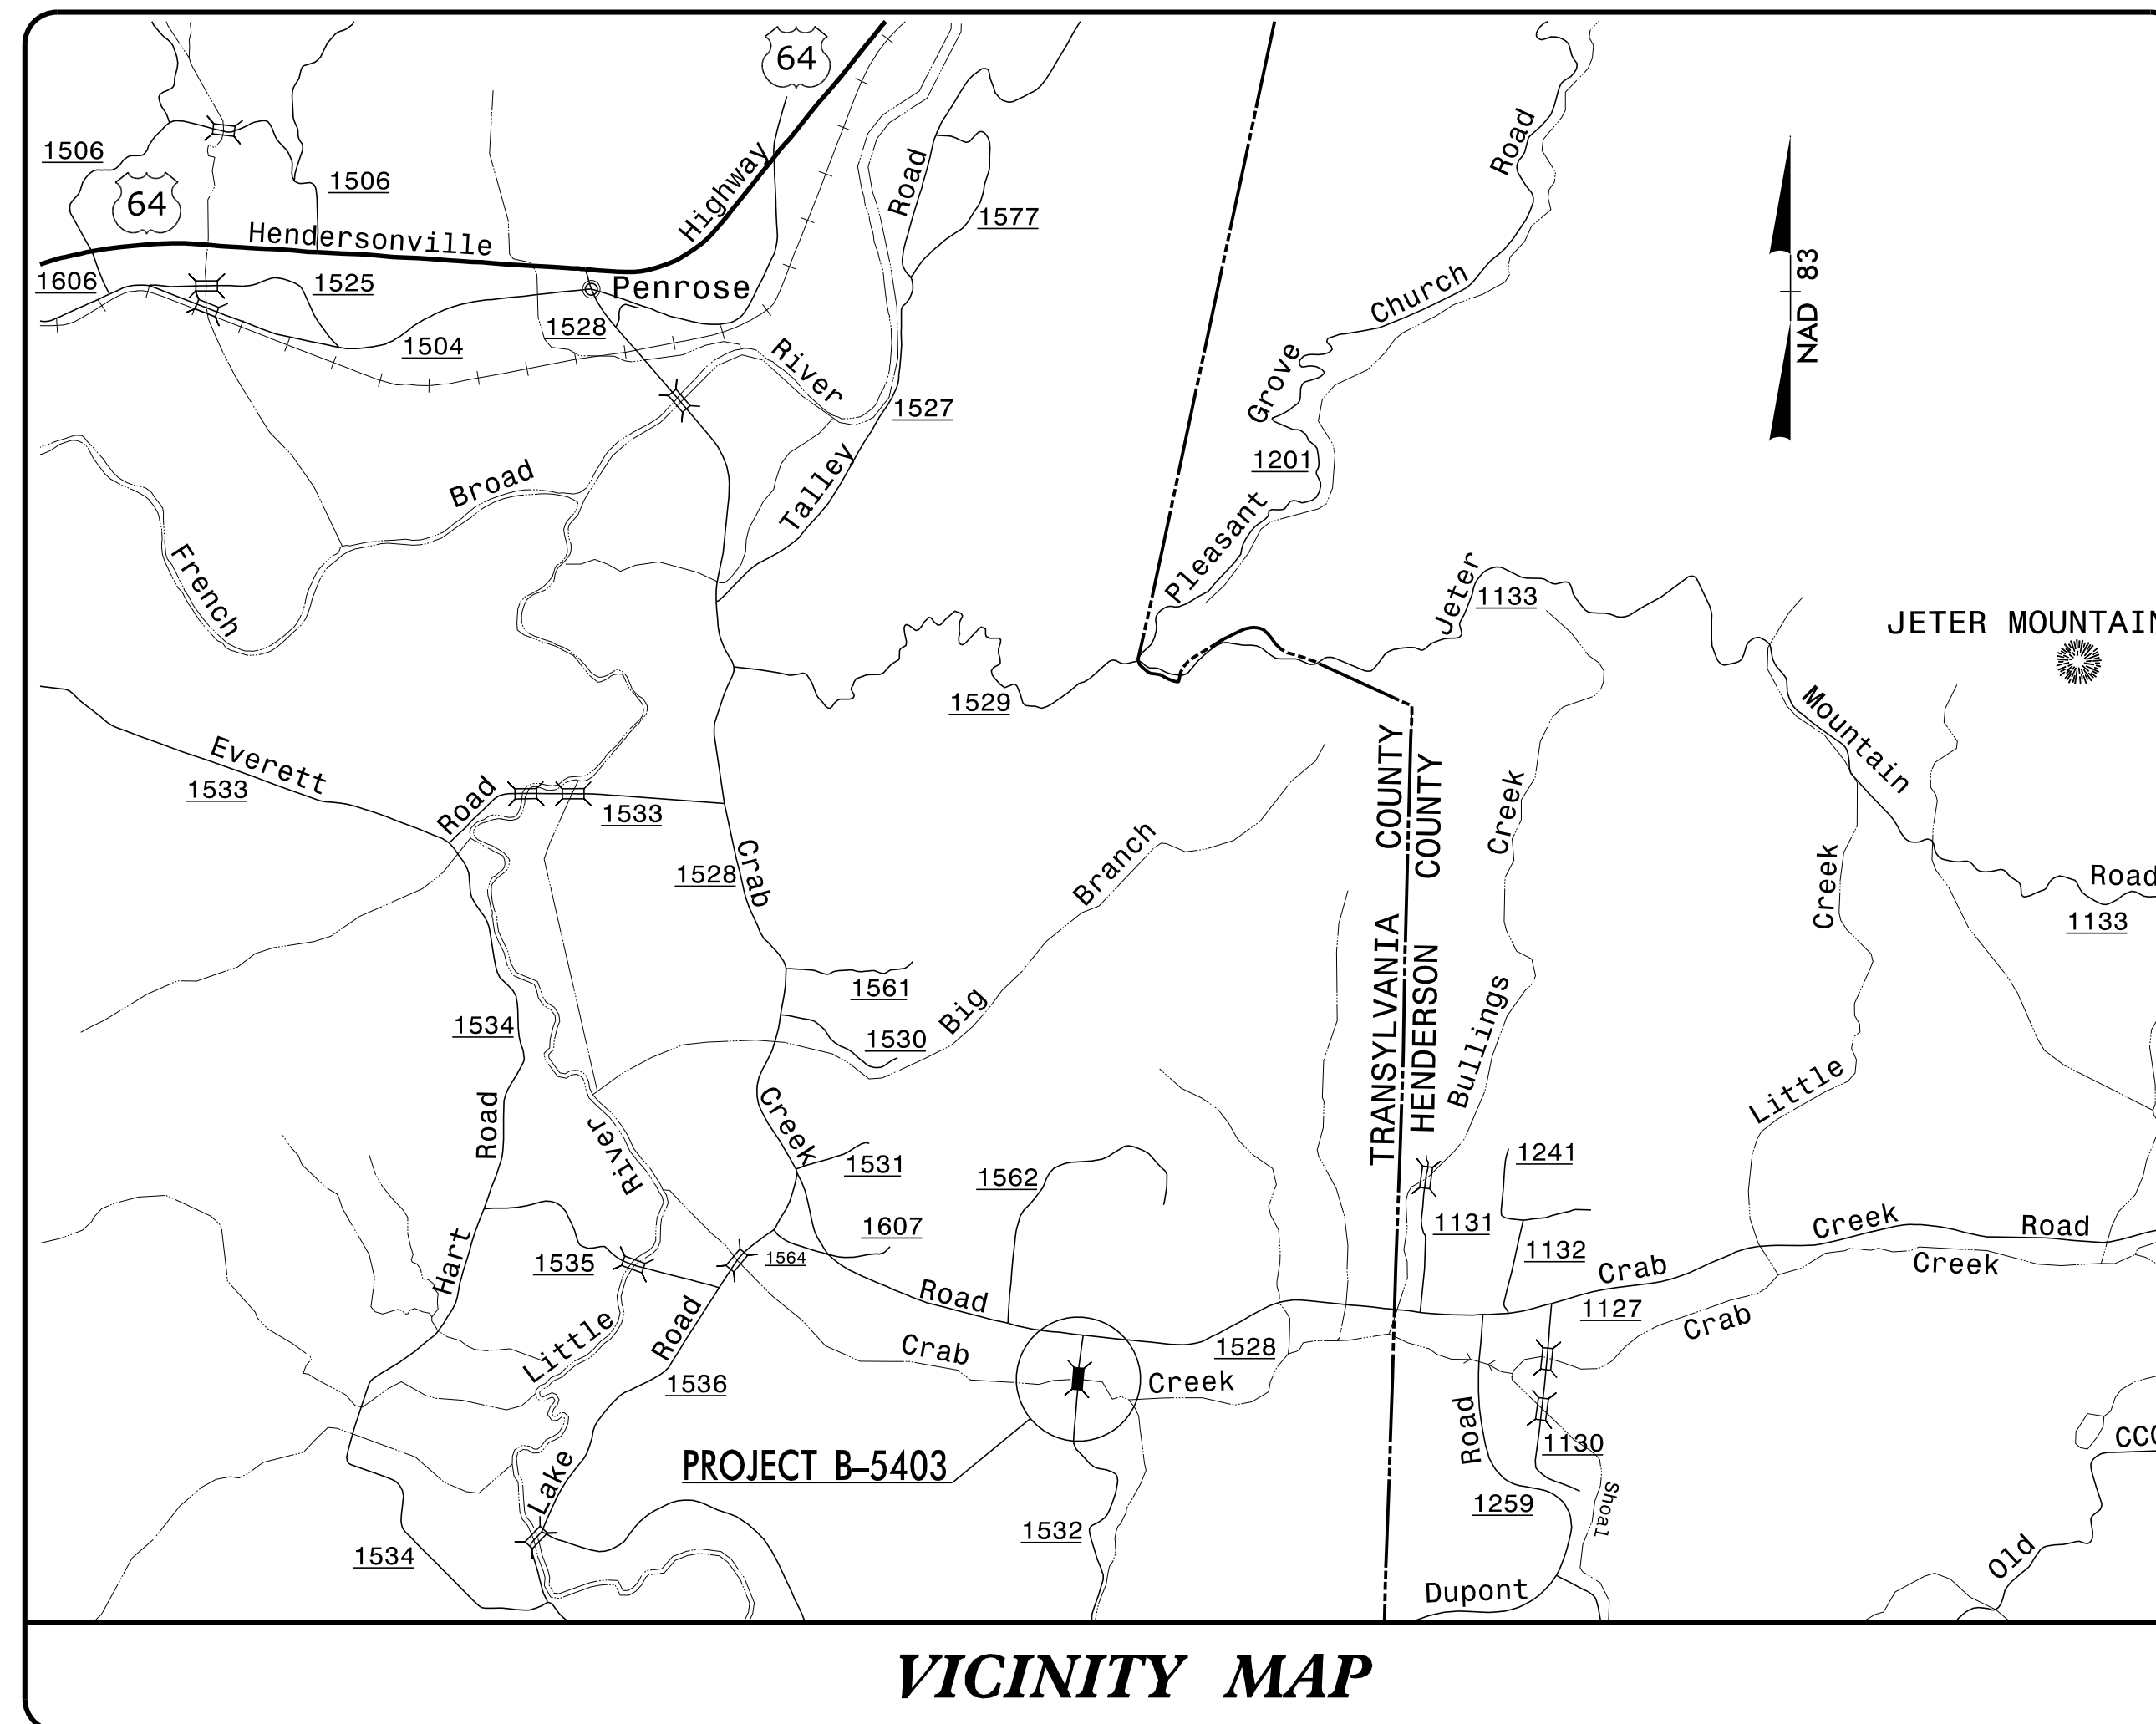 64
1506
64
1506
Hendersonville
Highway
Road
1577
Road
1606
1525
Penrose
1528
1504
River
1527
Church
Grove
NAD 83
1201
Broad
Talley
Pleasant
French
Jeter
1133
JETER MOUNTAIN
1529
Mountain
Everett
1533
Road
1533
TRANSYLVANIA COUNTY
HENDERSON COUNTY
Creek
Branch
1528
Crab
Creek
Road
1133
1561
Big
1530
1534
Bullings
Little
Road
River
Creek
1531
1562
1241
1607
1131
Creek
Road
Hart
1535
1564
1132
Crab
Creek
Road
1127
Little
Road
Crab
1528
Crab
1536
Creek
Road
1130
CCC
PROJECT B-5403
Lake
1259
Shoal
1532
1534
Old
Dupont
VICINITY MAP